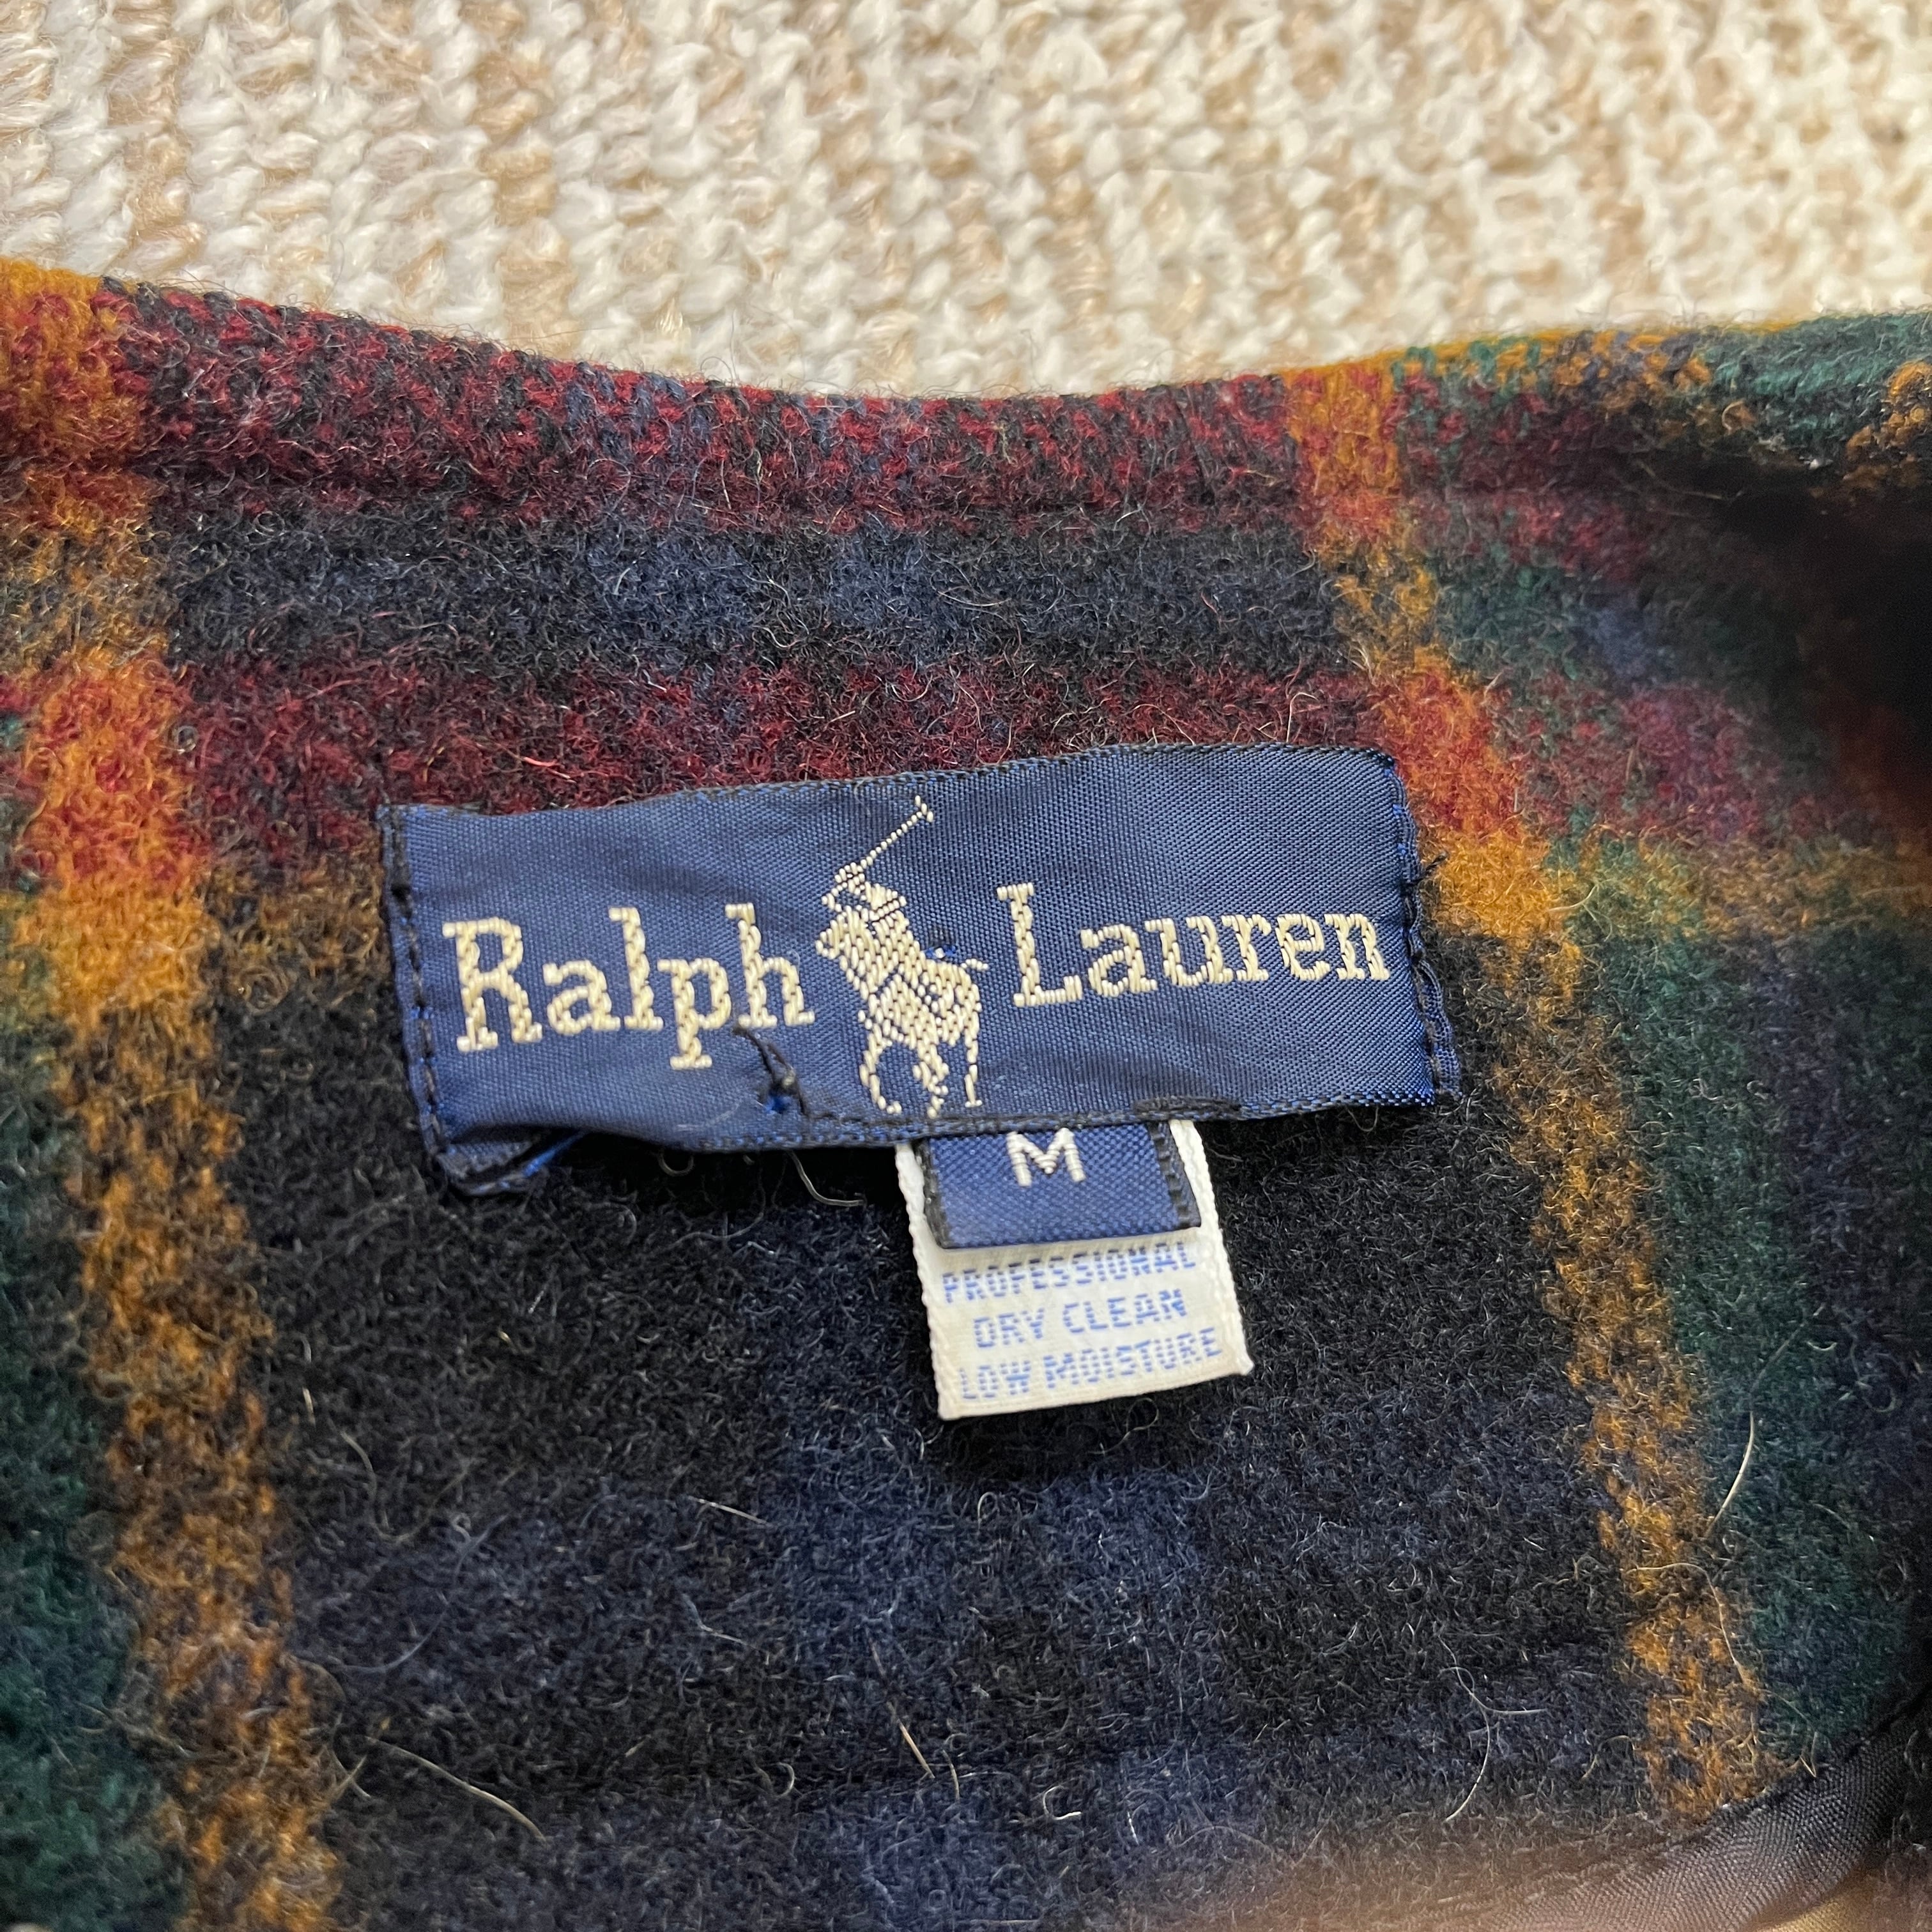 Ralph Lauren
M
PROFESSIONAL
DRY CLEAN
LOW MOISTURE